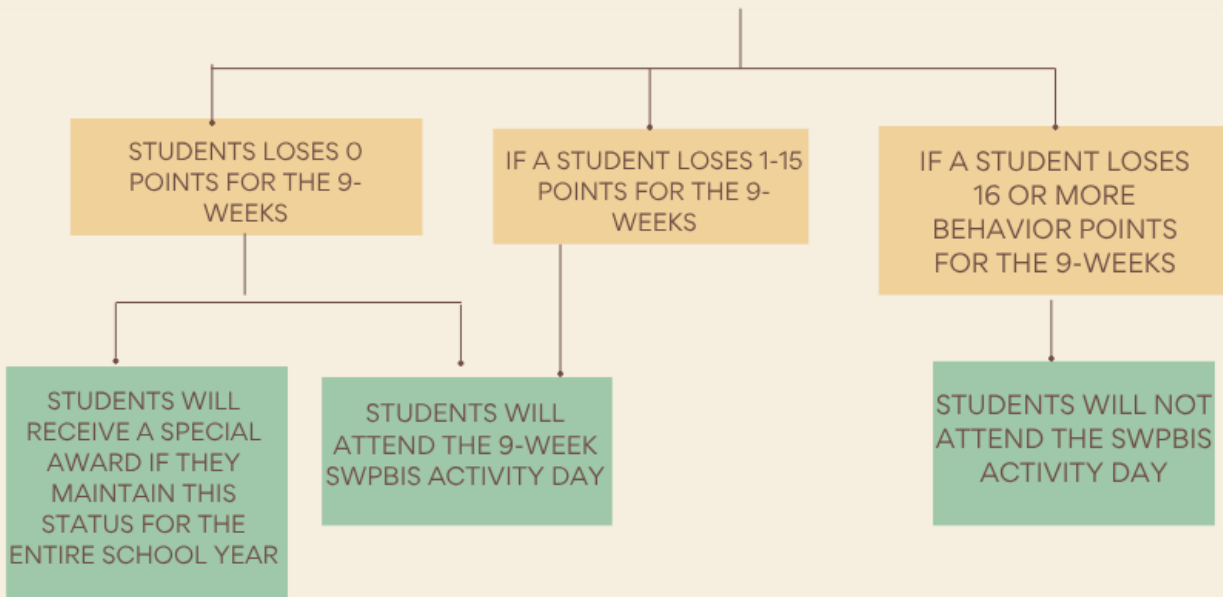 STUDENTS LOSES 0
POINTS FOR THE 9-
WEEKS
IF A STUDENT LOSES 1-15
POINTS FOR THE 9-
WEEKS
IF A STUDENT LOSES
16 OR MORE
BEHAVIOR POINTS
FOR THE 9-WEEKS
STUDENTS WILL
RECEIVE A SPECIAL
AWARD IF THEY
MAINTAIN THIS
STATUS FOR THE
ENTIRE SCHOOL YEAR
STUDENTS WILL
ATTEND THE 9-WEEK
SWPBIS ACTIVITY DAY
STUDENTS WILL NOT
ATTEND THE SWPBIS
ACTIVITY DAY